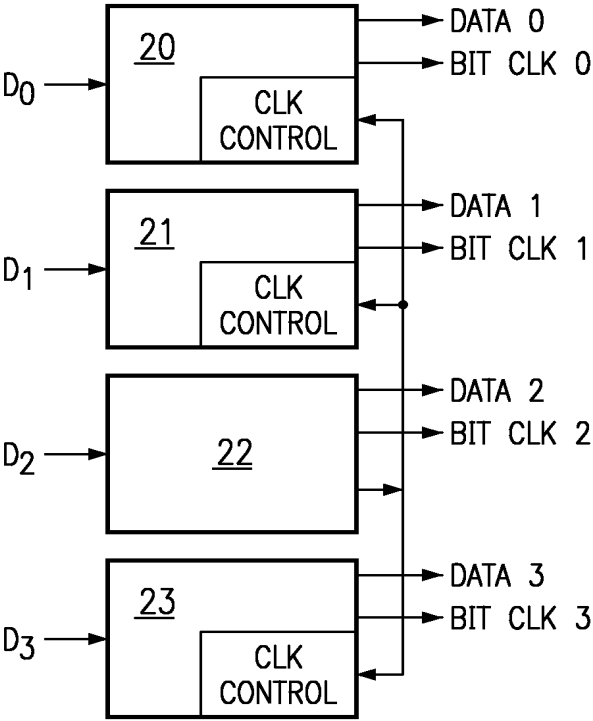 DATA 0
20
BIT CLK 0
D0
CLK
CONTROL
DATA 1
21
BIT CLK 1
D1
CLK
CONTROL
DATA 2
BIT CLK 2
D2
22
DATA 3
23
BIT CLK 3
D3
CLK
CONTROL